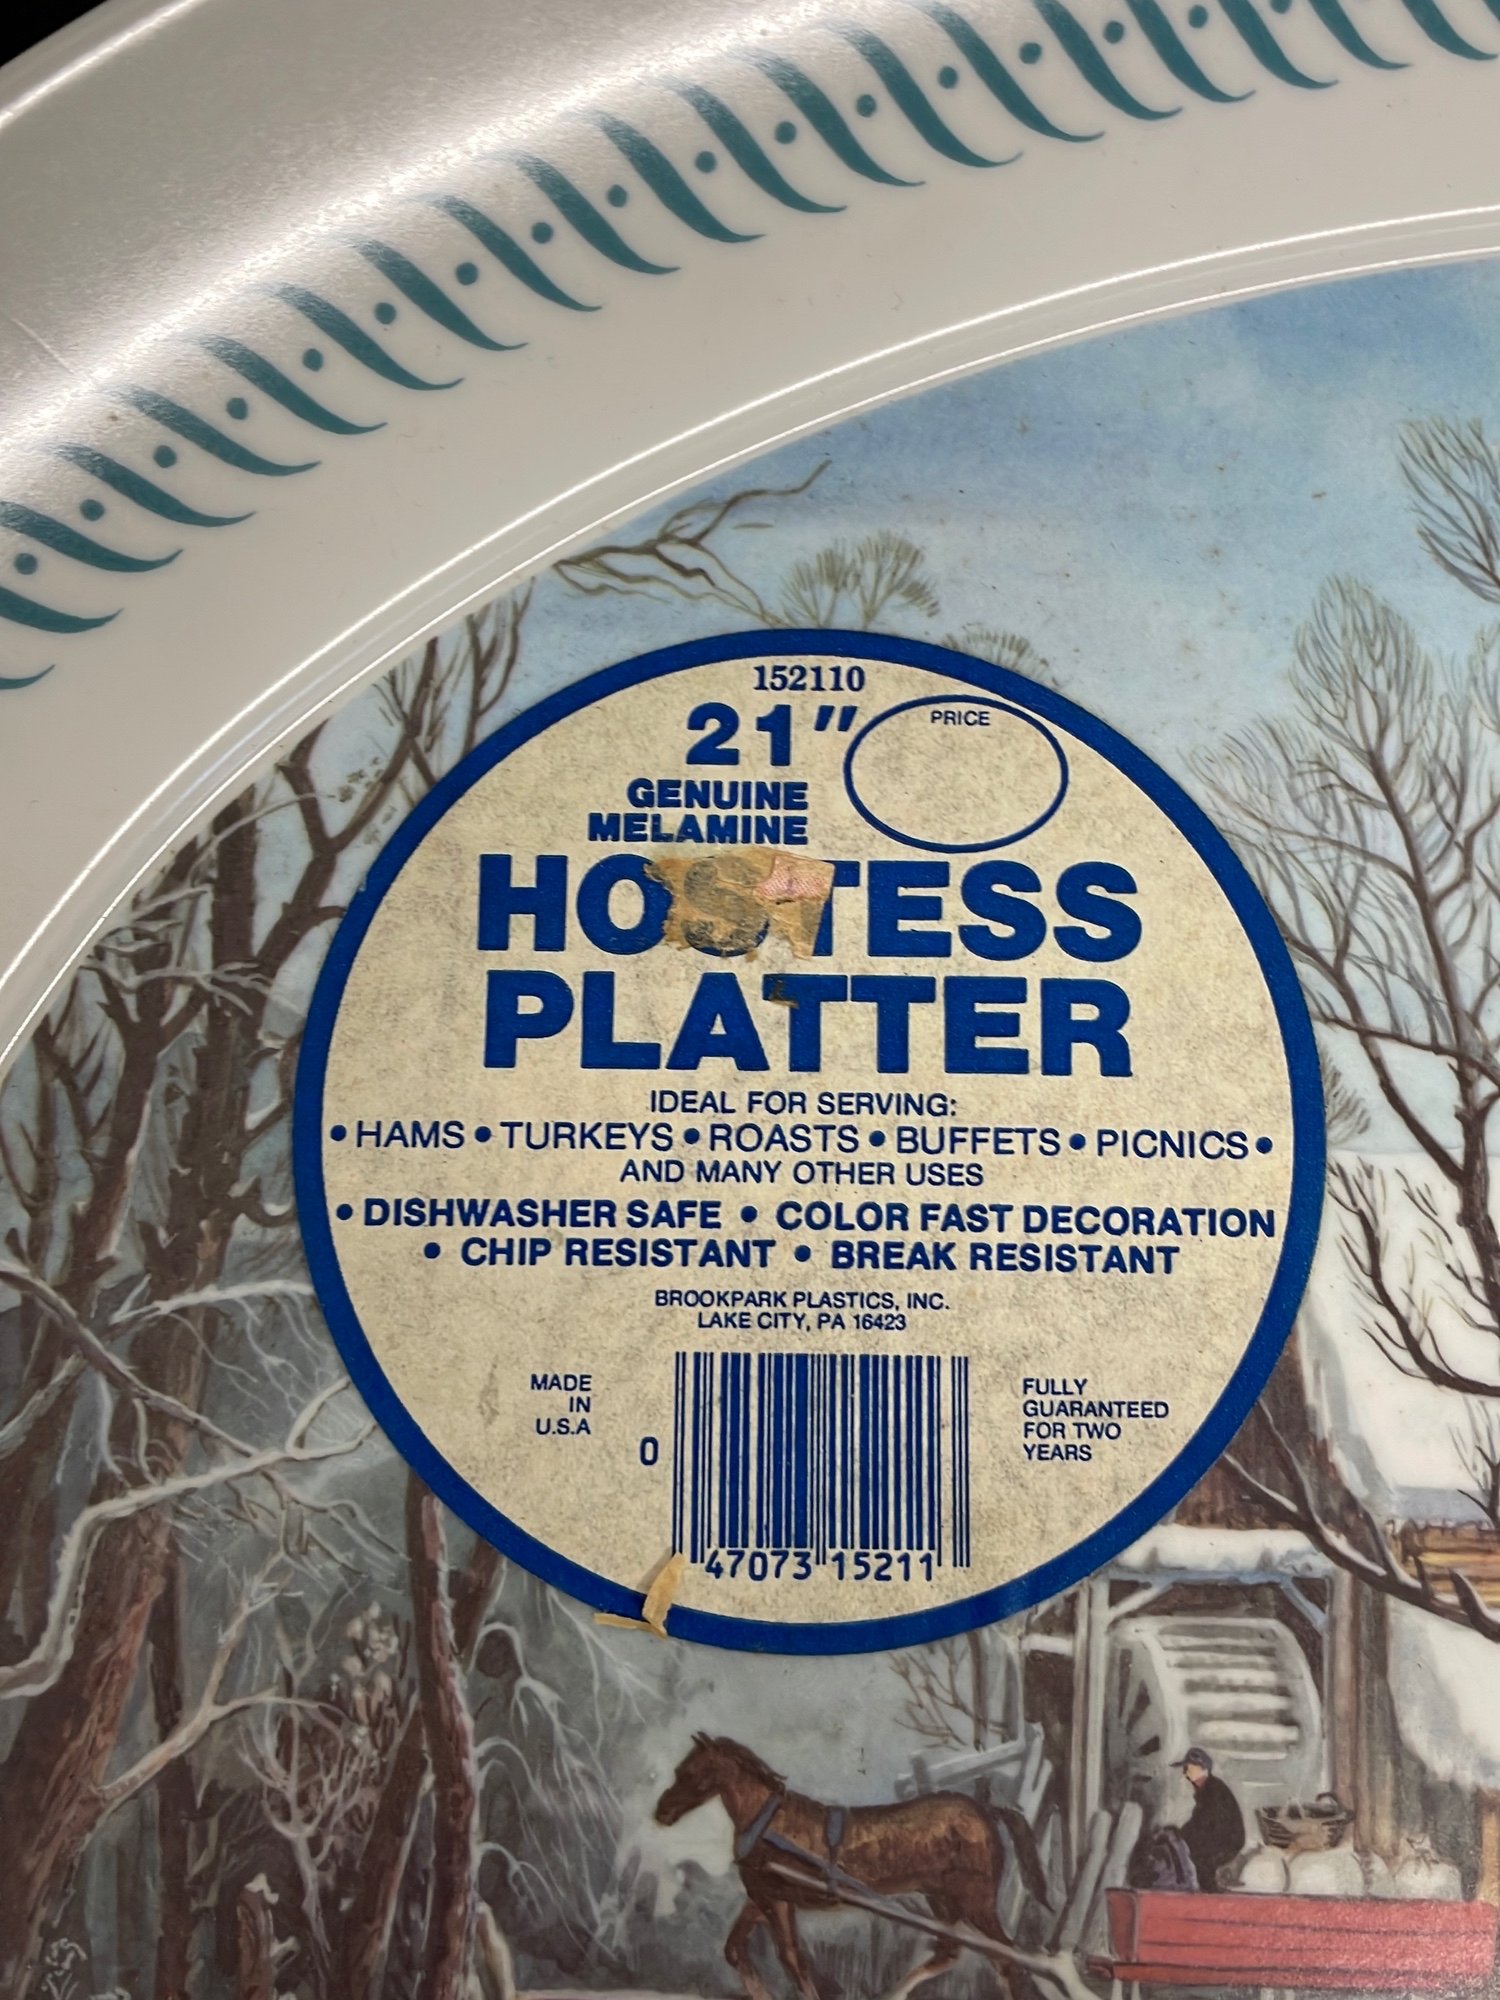 152110
21"
PRICE
GENUINE
MELAMINE
HOSTESS
PLATTER
IDEAL FOR SERVING:
• HAMS • TURKEYS • ROASTS • BUFFETS • PICNICS •
AND MANY OTHER USES
• DISHWASHER SAFE • COLOR FAST DECORATION
• CHIP RESISTANT • BREAK RESISTANT
BROOKPARK PLASTICS, INC.
LAKE CITY, PA 16423
MADE
IN
U.S.A
FULLY
GUARANTEED
FOR TWO
YEARS
0 47073 15211